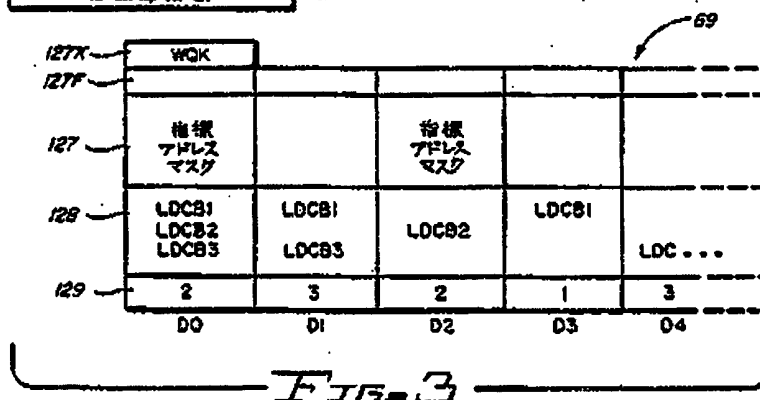 69
127K WQK
127F
127 指標 アドレス マスク 指標 アドレス マスク
128 LDCB1 LDCB2 LDCB3 LDCB1 LDCB3 LDCB2 LDCB1 LDC...
129 2 3 2 1 3
D0 D1 D2 D3 D4
FIG-3